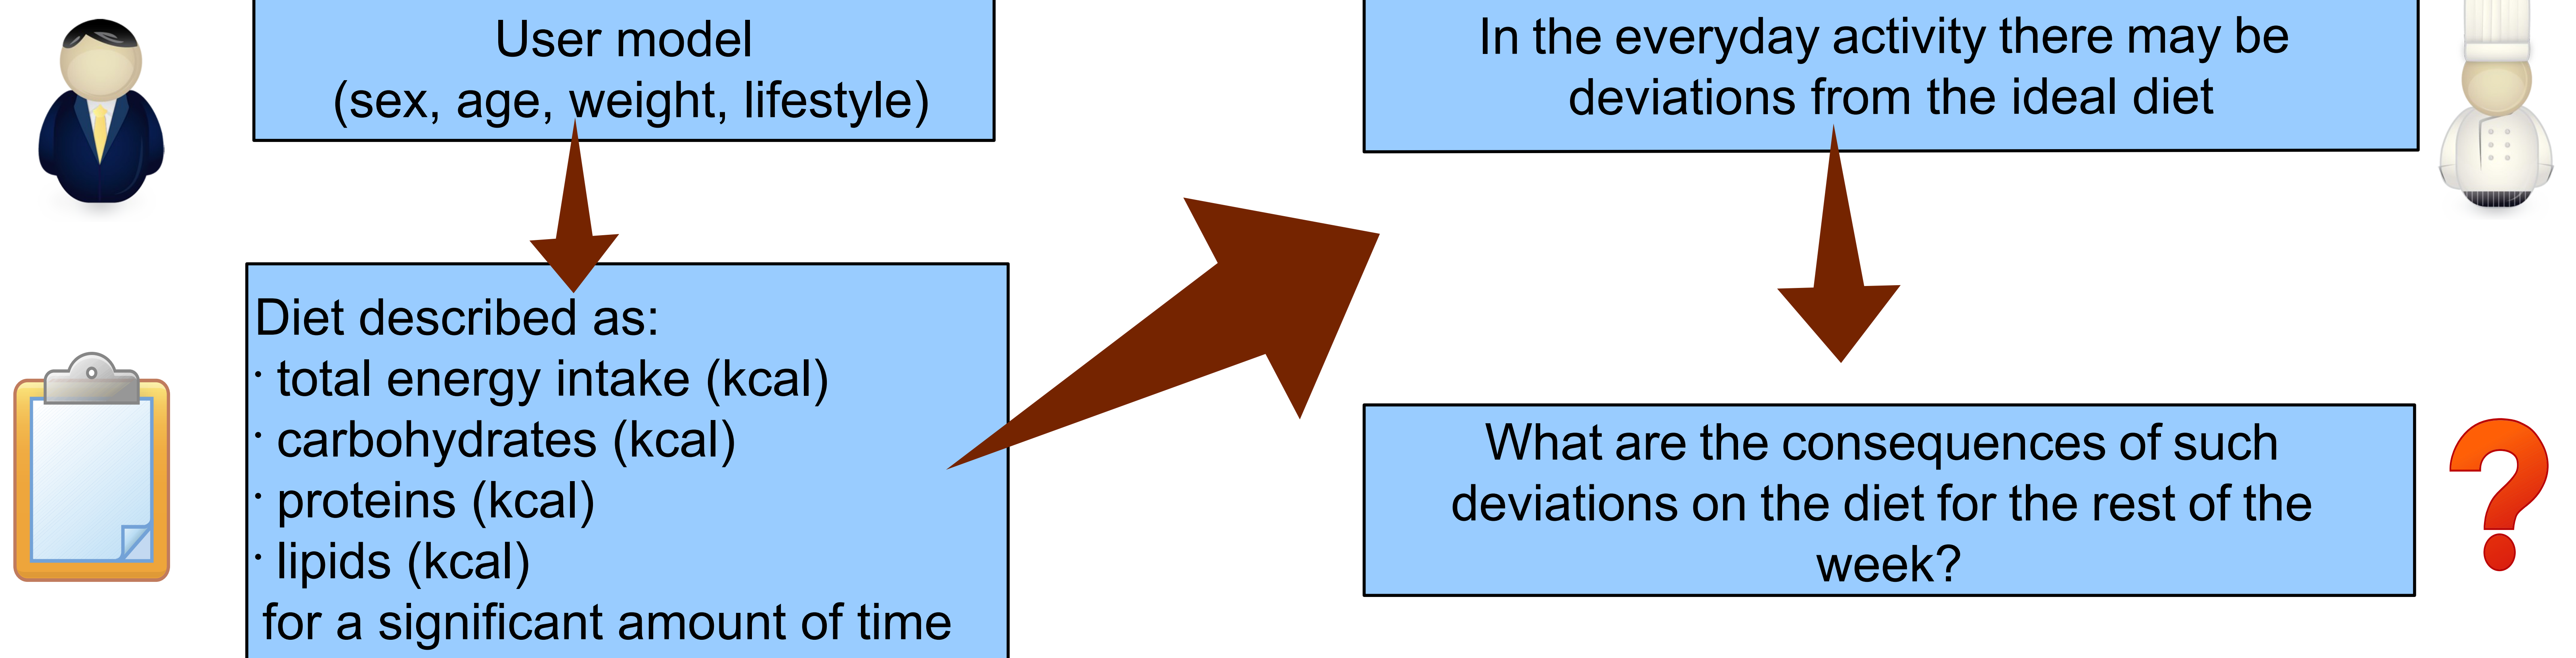 User model
(sex, age, weight, lifestyle)
Diet described as:
· total energy intake (kcal)
· carbohydrates (kcal)
· proteins (kcal)
· lipids (kcal)
for a significant amount of time
In the everyday activity there may be
deviations from the ideal diet
What are the consequences of such
deviations on the diet for the rest of the
week?
?